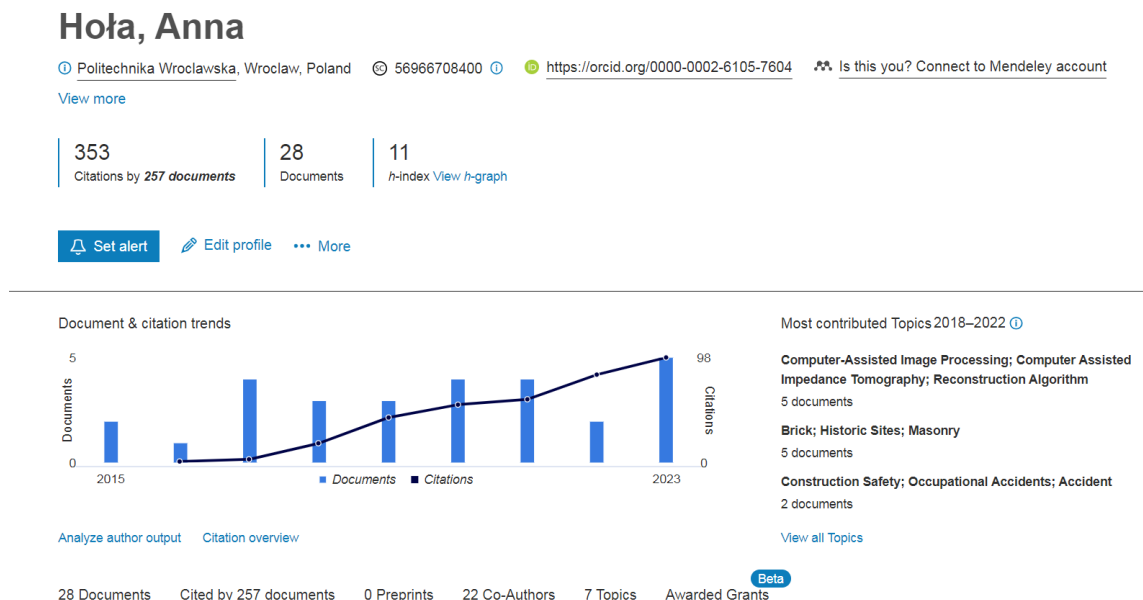 Hoła, Anna
Politechnika Wroclawska, Wroclaw, Poland SC 56966708400 https://orcid.org/0000-0002-6105-7604 Is this you? Connect to Mendeley account
View more
353 28 11
Citations by 257 documents Documents h-index View h-graph
Set alert Edit profile ••• More
Document & citation trends
5 98
Documents
Citations
0 0
2015 2023
Documents Citations
Analyze author output Citation overview
Most contributed Topics 2018–2022
Computer-Assisted Image Processing; Computer Assisted
Impedance Tomography; Reconstruction Algorithm
5 documents
Brick; Historic Sites; Masonry
5 documents
Construction Safety; Occupational Accidents; Accident
2 documents
View all Topics
Beta
28 Documents Cited by 257 documents 0 Preprints 22 Co-Authors 7 Topics Awarded Grants